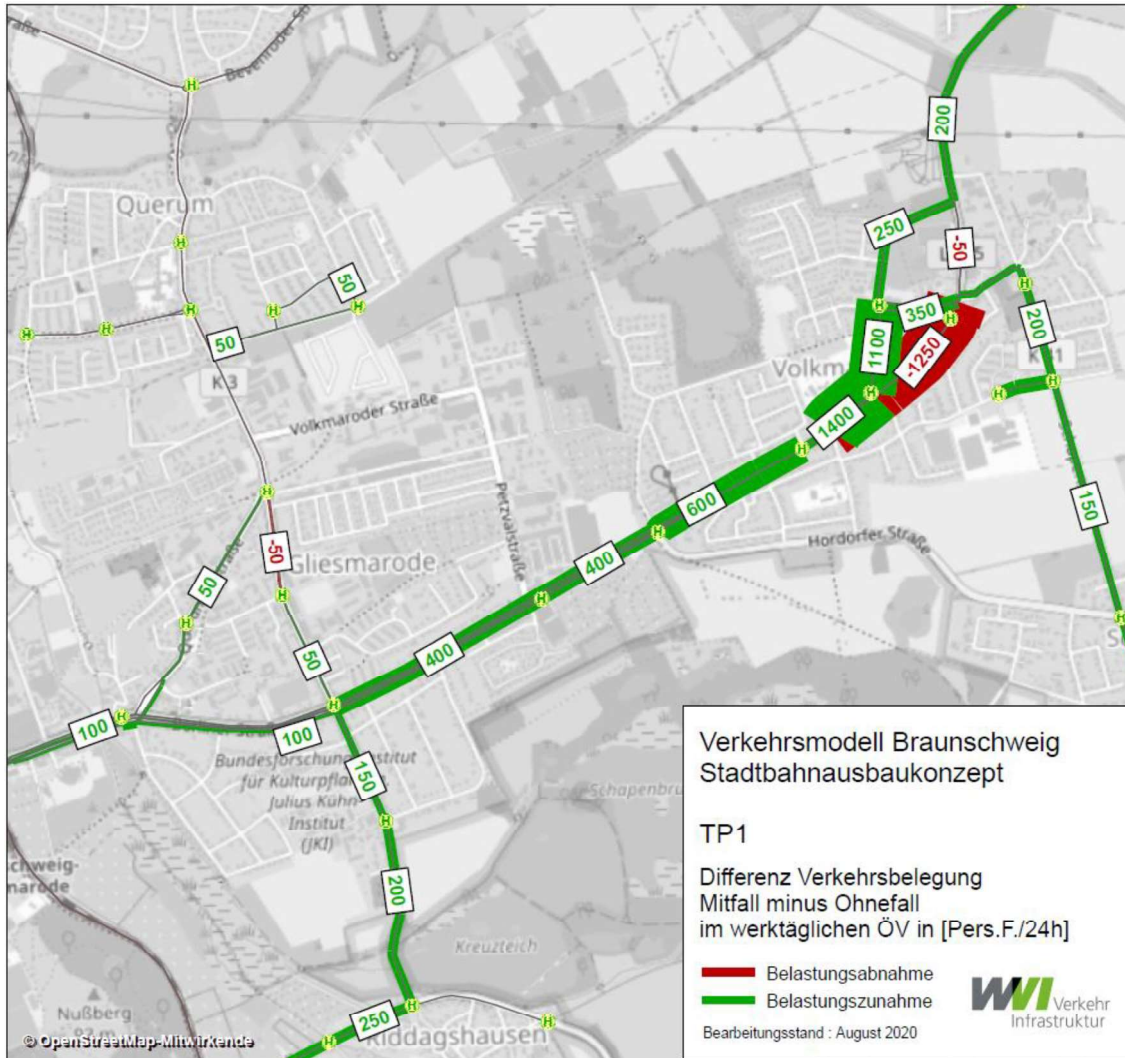 Bevenroder Str
200
Querum
250
-50
50
350
200
50
1100
-1250
K 3
K
Volkm
Volkmaroder Straße
1400
Petzvalstraße
600
150
Hordorfer Straße
-50
Gliesmarode
400
50
50
400
100
100
Bundesforschungsinstitut
für Kulturpflanzen,
Julius Kühn-
Institut
(JKI)
150
200
Kreuzteich
Nußberg
250
Riddagshausen
© OpenStreetMap-Mitwirkende
Verkehrsmodell Braunschweig
Stadtbahnausbaukonzept
TP1
Differenz Verkehrsbelegung
Mitfall minus Ohnefall
im werktäglichen ÖV in [Pers.F./24h]
Belastungsabnahme
Belastungszunahme
Bearbeitungsstand : August 2020
WVI Verkehr
Infrastruktur